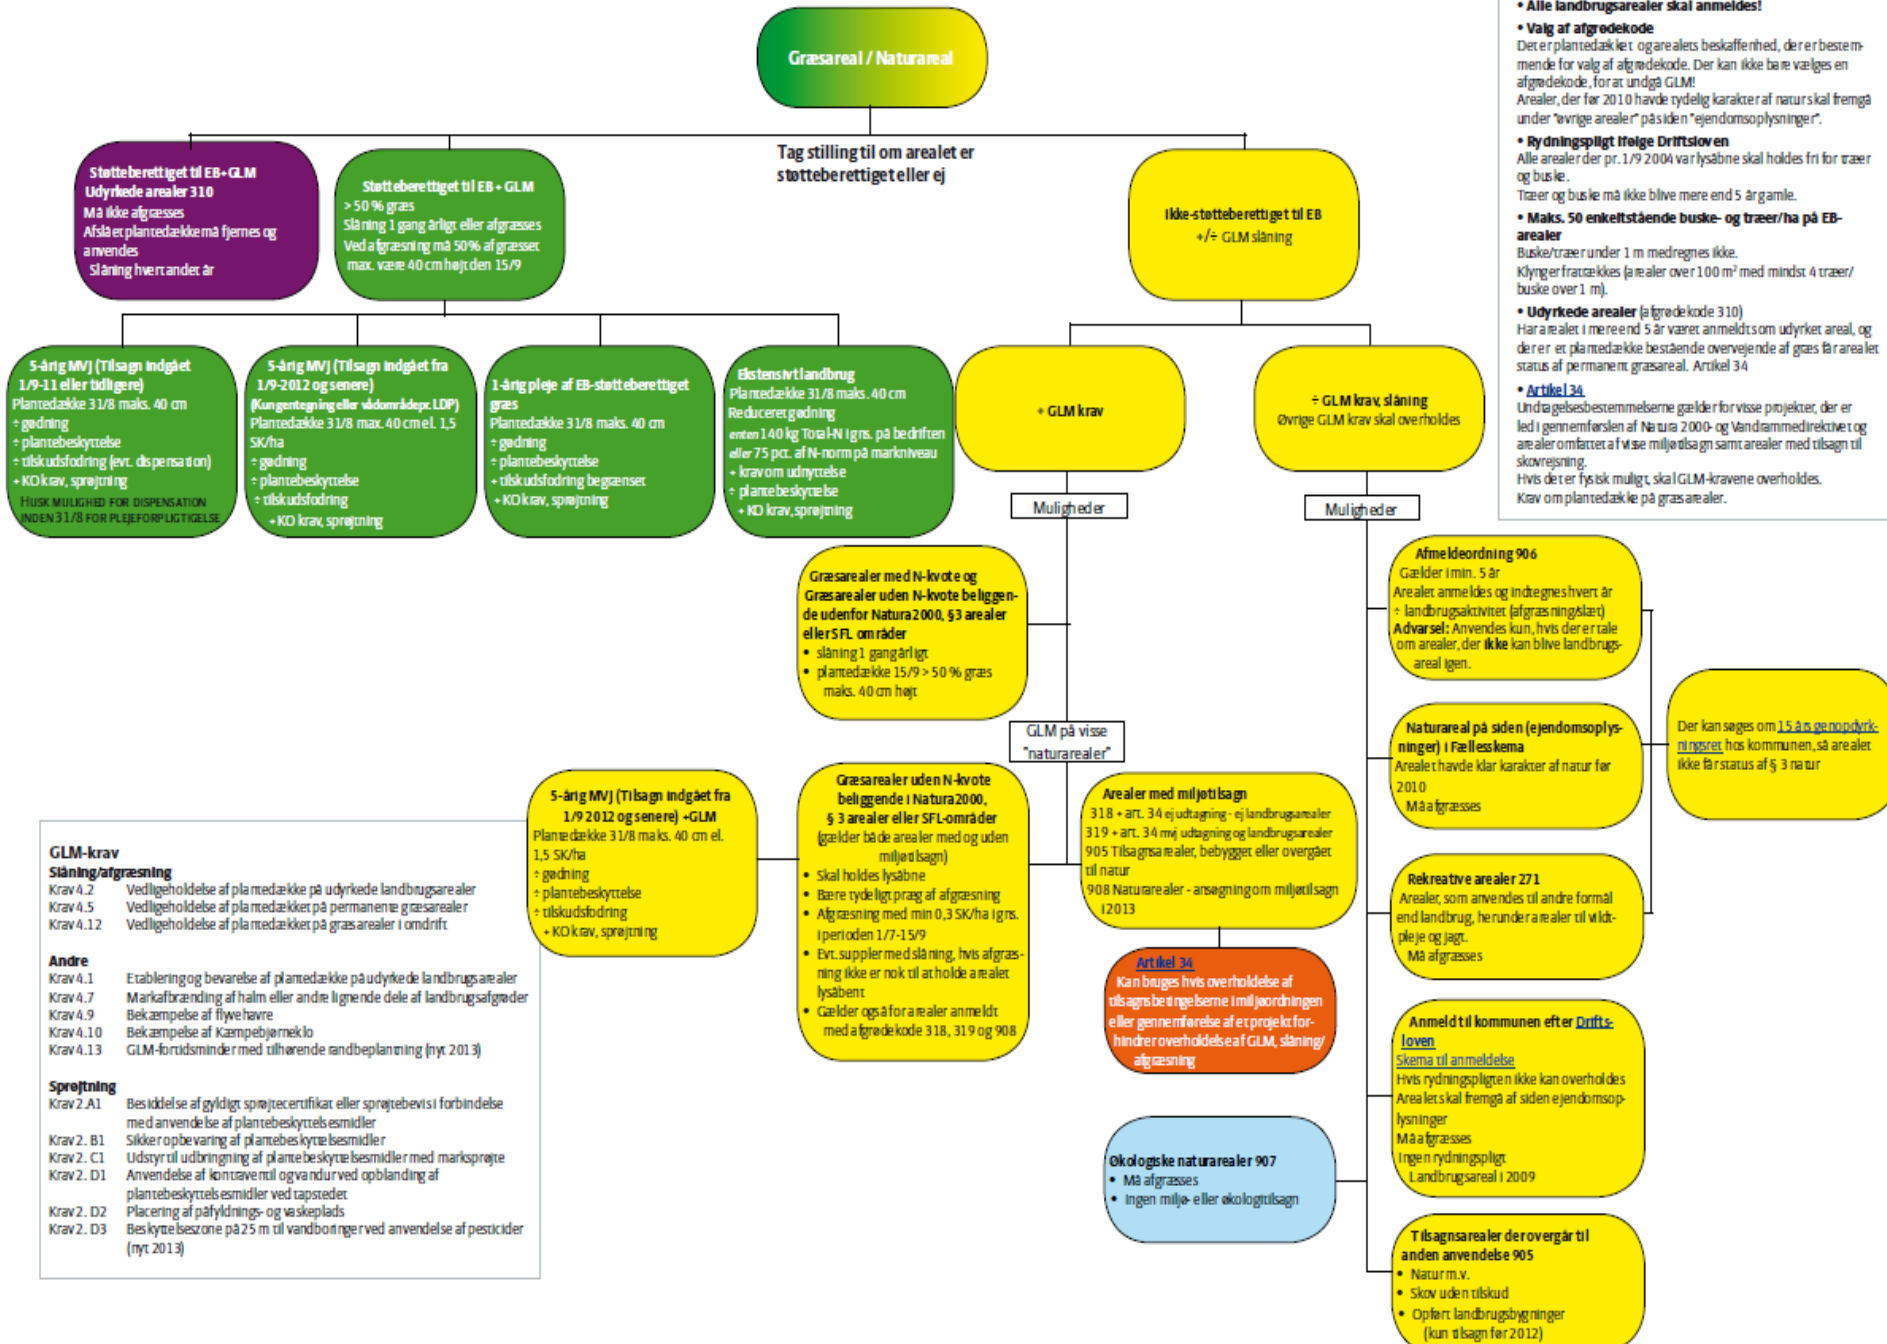 Græsareal / Naturareal
Tag stilling til om arealet er
støtteberettiget eller ej
Støtteberettiget til EB+GLM
Udyrkede arealer 310
Må ikke afgræsses
Afslået plantedække må fjernes og
anvendes
Slåning hvert andet år
Støtteberettiget til EB + GLM
> 50 % græs
Slåning 1 gang årligt eller afgræsses
Ved afgræsning må 50% af græsset
max. være 40 cm højt den 15/9
Ikke-støtteberettiget til EB
+/÷ GLM slåning
5-årig MVJ (Tilsagn indgået
1/9-11 eller tidligere)
Plantedække 31/8 maks. 40 cm
÷ gødning
÷ plantebeskyttelse
÷ tilskudsfodring (evt. dispensation)
+ KO krav, sprøjtning
HUSK MULIGHED FOR DISPENSATION
INDEN 31/8 FOR PLEJEFORPLIGTIGELSE
5-årig MVJ (Tilsagn indgået fra
1/9-2012 og senere)
(Kun gentegning eller vådområdepr. LDP)
Plantedække 31/8 max. 40 cm el. 1,5
SK/ha
÷ gødning
÷ plantebeskyttelse
÷ tilskudsfodring
+ KO krav, sprøjtning
1-årig pleje af EB-støtteberettiget
græs
Plantedække 31/8 maks. 40 cm
÷ gødning
÷ plantebeskyttelse
+ tilskudsfodring begrænset
+ KO krav, sprøjtning
Ekstensivt landbrug
Plantedække 31/8 maks. 40 cm
Reduceret gødning
enten 140 kg Total-N i gns. på bedriften
eller 75 pct. af N-norm på markniveau
+ krav om udnyttelse
÷ plantebeskyttelse
+ KO krav, sprøjtning
+ GLM krav
÷ GLM krav, slåning
Øvrige GLM krav skal overholdes
Muligheder
Muligheder
Græsarealer med N-kvote og
Græsarealer uden N-kvote beliggen-
de udenfor Natura2000, §3 arealer
eller SFL områder
• slåning 1 gang årligt
• plantedække 15/9 > 50 % græs
maks. 40 cm højt
GLM på visse
"naturarealer"
5-årig MVJ (Tilsagn indgået fra
1/9 2012 og senere) +GLM
Plantedække 31/8 maks. 40 cm el.
1,5 SK/ha
÷ gødning
÷ plantebeskyttelse
÷ tilskudsfodring
+ KO krav, sprøjtning
Græsarealer uden N-kvote
beliggende i Natura2000,
§ 3 arealer eller SFL-områder
(gælder både arealer med og uden
miljøtilsagn)
• Skal holdes lysåbne
• Bære tydeligt præg af afgræsning
• Afgræsning med min 0,3 SK/ha i gns.
i perioden 1/7-15/9
• Evt. suppler med slåning, hvis afgræs-
ning ikke er nok til at holde arealet
lysåbent
• Gælder også for arealer anmeldt
med afgrødekode 318, 319 og 908
Arealer med miljøtilsagn
318 + art. 34 ej udtagning - ej landbrugsarealer
319 + art. 34 mvj udtagning og landbrugsarealer
905 Tilsagnsarealer, bebygget eller overgået
til natur
908 Naturarealer - ansøgning om miljøtilsagn
i 2013
Artikel 34
Kan bruges hvis overholdelse af
tilsagnsbetingelserne i miljøordningen
eller gennemførelse af et projekt for-
hindrer overholdelse af GLM, slåning/
afgræsning
Økologiske naturarealer 907
• Må afgræsses
• Ingen miljø- eller økologitilsagn
Afmeldeordning 906
Gælder i min. 5 år
Arealet anmeldes og indtegnes hvert år
÷ landbrugsaktivitet (afgræsning/slæt)
Advarsel: Anvendes kun, hvis der er tale
om arealer, der ikke kan blive landbrugs-
areal igen.
Naturareal på siden (ejendomsoplys-
ninger) i Fællesskema
Arealet havde klar karakter af natur før
2010
Må afgræsses
Rekreative arealer 271
Arealer, som anvendes til andre formål
end landbrug, herunder arealer til vildt-
pleje og jagt.
Må afgræsses
Der kan søges om 15 års genopdyrk-
ningsret hos kommunen, så arealet
ikke får status af § 3 natur
Anmeld til kommunen efter Drifts-
loven
Skema til anmeldelse
Hvis rydningspligten ikke kan overholdes
Arealet skal fremgå af siden ejendomsop-
lysninger
Må afgræsses
Ingen rydningspligt
Landbrugsareal i 2009
Tilsagnsarealer der overgår til
anden anvendelse 905
• Natur m.v.
• Skov uden tilskud
• Opført landbrugsbygninger
(kun tilsagn før 2012)
• Alle landbrugsarealer skal anmeldes!
• Valg af afgrødekode
Det er plantedækket og arealets beskaffenhed, der er bestem-
mende for valg af afgrødekode. Der kan ikke bare vælges en
afgrødekode, for at undgå GLM!
Arealer, der før 2010 havde tydelig karakter af natur skal fremgå
under "øvrige arealer" på siden "ejendomsoplysninger".
• Rydningspligt ifølge Driftsloven
Alle arealer der pr. 1/9 2004 var lysåbne skal holdes fri for træer
og buske.
Træer og buske må ikke blive mere end 5 år gamle.
• Maks. 50 enkeltstående buske- og træer/ha på EB-
arealer
Buske/træer under 1 m medregnes ikke.
Klynger fratrækkes (arealer over 100 m² med mindst 4 træer/
buske over 1 m).
• Udyrkede arealer (afgrødekode 310)
Har arealet i mere end 5 år været anmeldt som udyrket areal, og
der er et plantedække bestående overvejende af græs får arealet
status af permanent græsareal. Artikel 34
• Artikel 34
Undtagelsesbestemmelserne gælder for visse projekter, der er
led i gennemførslen af Natura 2000- og Vandrammedirektivet og
arealer omfattet af visse miljøtilsagn samt arealer med tilsagn til
skovrejsning.
Hvis det er fysisk muligt, skal GLM-kravene overholdes.
Krav om plantedække på græsarealer.
GLM-krav
Slåning/afgræsning
Krav 4.2 Vedligeholdelse af plantedække på udyrkede landbrugsarealer
Krav 4.5 Vedligeholdelse af plantedækket på permanente græsarealer
Krav 4.12 Vedligeholdelse af plantedækket på græsarealer i omdrift
Andre
Krav 4.1 Etablering og bevarelse af plantedække på udyrkede landbrugsarealer
Krav 4.7 Markafbrænding af halm eller andre lignende dele af landbrugsafgrøder
Krav 4.9 Bekæmpelse af flyvehavre
Krav 4.10 Bekæmpelse af Kæmpebjørneklo
Krav 4.13 GLM-fortidsminder med tilhørende randbeplantning (nyt 2013)
Sprøjtning
Krav 2.A1 Besiddelse af gyldigt sprøjtecertifikat eller sprøjtebevis i forbindelse
med anvendelse af plantebeskyttelsesmidler
Krav 2. B1 Sikker opbevaring af plantebeskyttelsesmidler
Krav 2. C1 Udstyr til udbringning af plantebeskyttelsesmidler med marksprøjte
Krav 2. D1 Anvendelse af kontraventil og vandur ved opblanding af
plantebeskyttelsesmidler ved tapstedet
Krav 2. D2 Placering af påfyldnings- og vaskeplads
Krav 2. D3 Beskyttelseszone på 25 m til vandboringer ved anvendelse af pesticider
(nyt 2013)